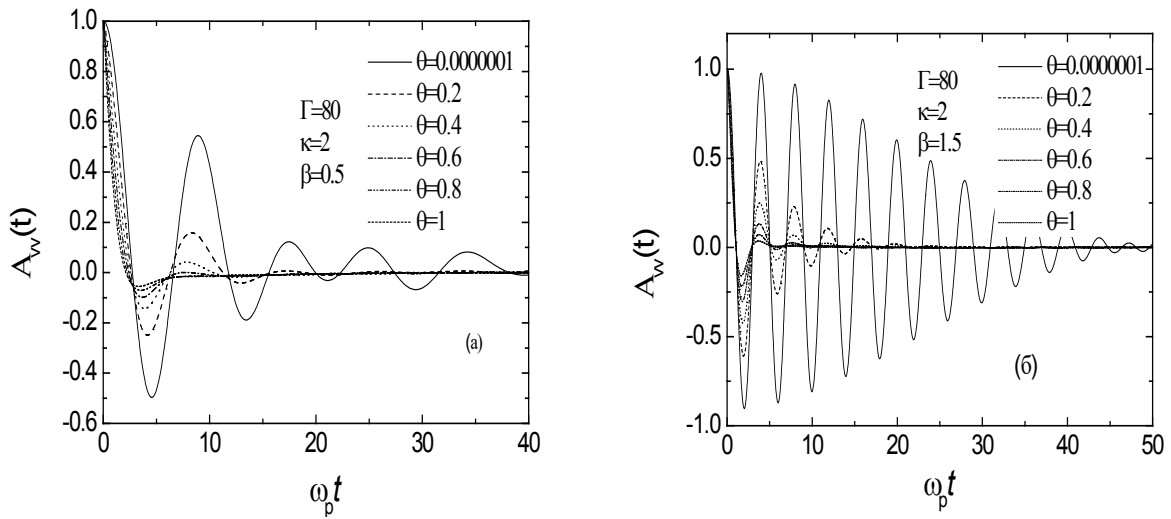 1.0
0.8
0.6
0.4
0.2
0.0
-0.2
-0.4
-0.6
A_vv(t)
θ=0.0000001
θ=0.2
θ=0.4
θ=0.6
θ=0.8
θ=1
Γ=80
κ=2
β=0.5
(a)
0 10 20 30 40
ω_p t
1.0
0.5
0.0
-0.5
-1.0
A_vv(t)
θ=0.0000001
θ=0.2
θ=0.4
θ=0.6
θ=0.8
θ=1
Γ=80
κ=2
β=1.5
(б)
0 10 20 30 40 50
ω_p t